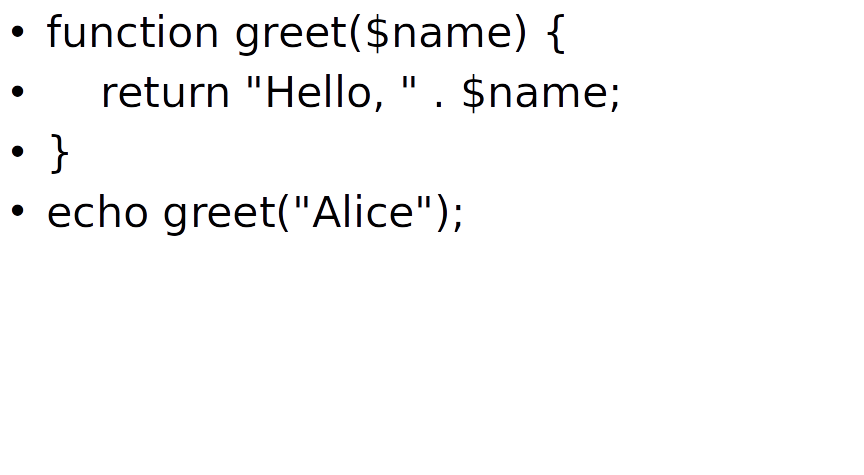 • function greet($name) {
•     return "Hello, " . $name;
• }
• echo greet("Alice");